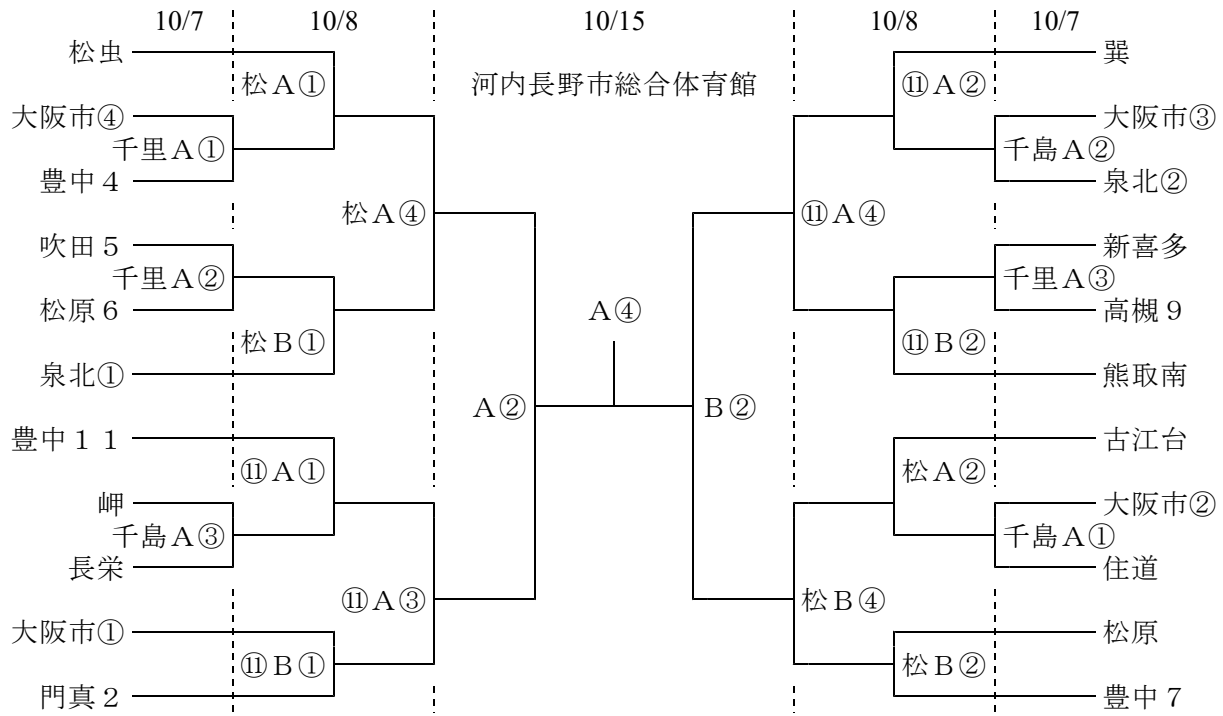 10/7 10/8 10/15 10/8 10/7
松虫 巽
松A① 河内長野市総合体育館 ⑪A②
大阪市④ 大阪市③
千里A① 千島A②
豊中4 泉北②
松A④ ⑪A④
吹田5 新喜多
千里A② 千里A③
松原6 A④ 高槻9
松B① ⑪B②
泉北① 熊取南
A② B②
豊中11 古江台
⑪A① 松A②
岬 大阪市②
千島A③ 千島A①
長栄 住道
⑪A③ 松B④
大阪市① 松原
⑪B① 松B②
門真2 豊中7